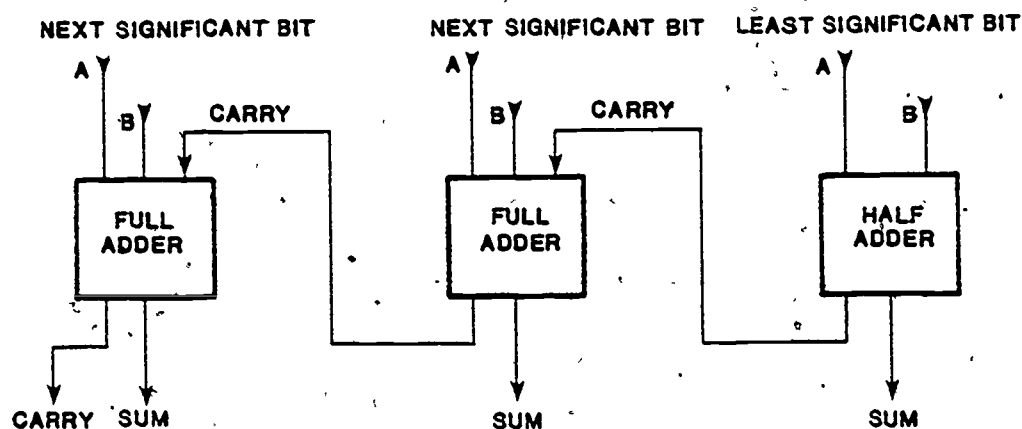 NEXT SIGNIFICANT BIT
NEXT SIGNIFICANT BIT
LEAST SIGNIFICANT BIT
A
A
A
B
CARRY
B
CARRY
B
FULL
ADDER
FULL
ADDER
HALF
ADDER
CARRY
SUM
SUM
SUM